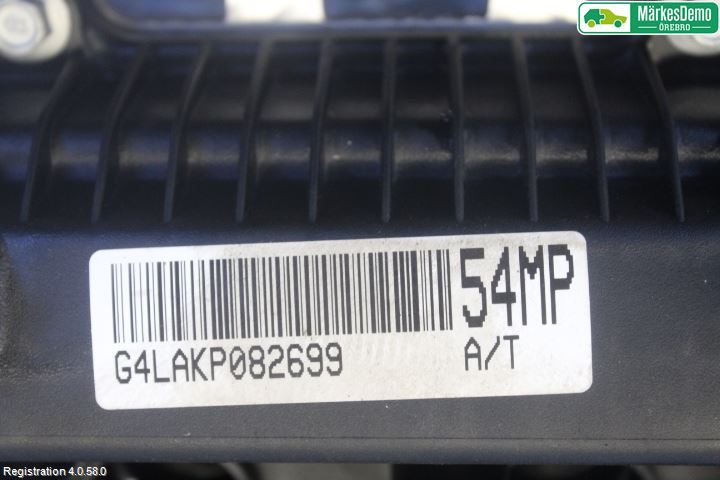 MärkesDemo
ÖREBRO
54MP
G4LAKP082699
A/T
Registration 4.0.58.0